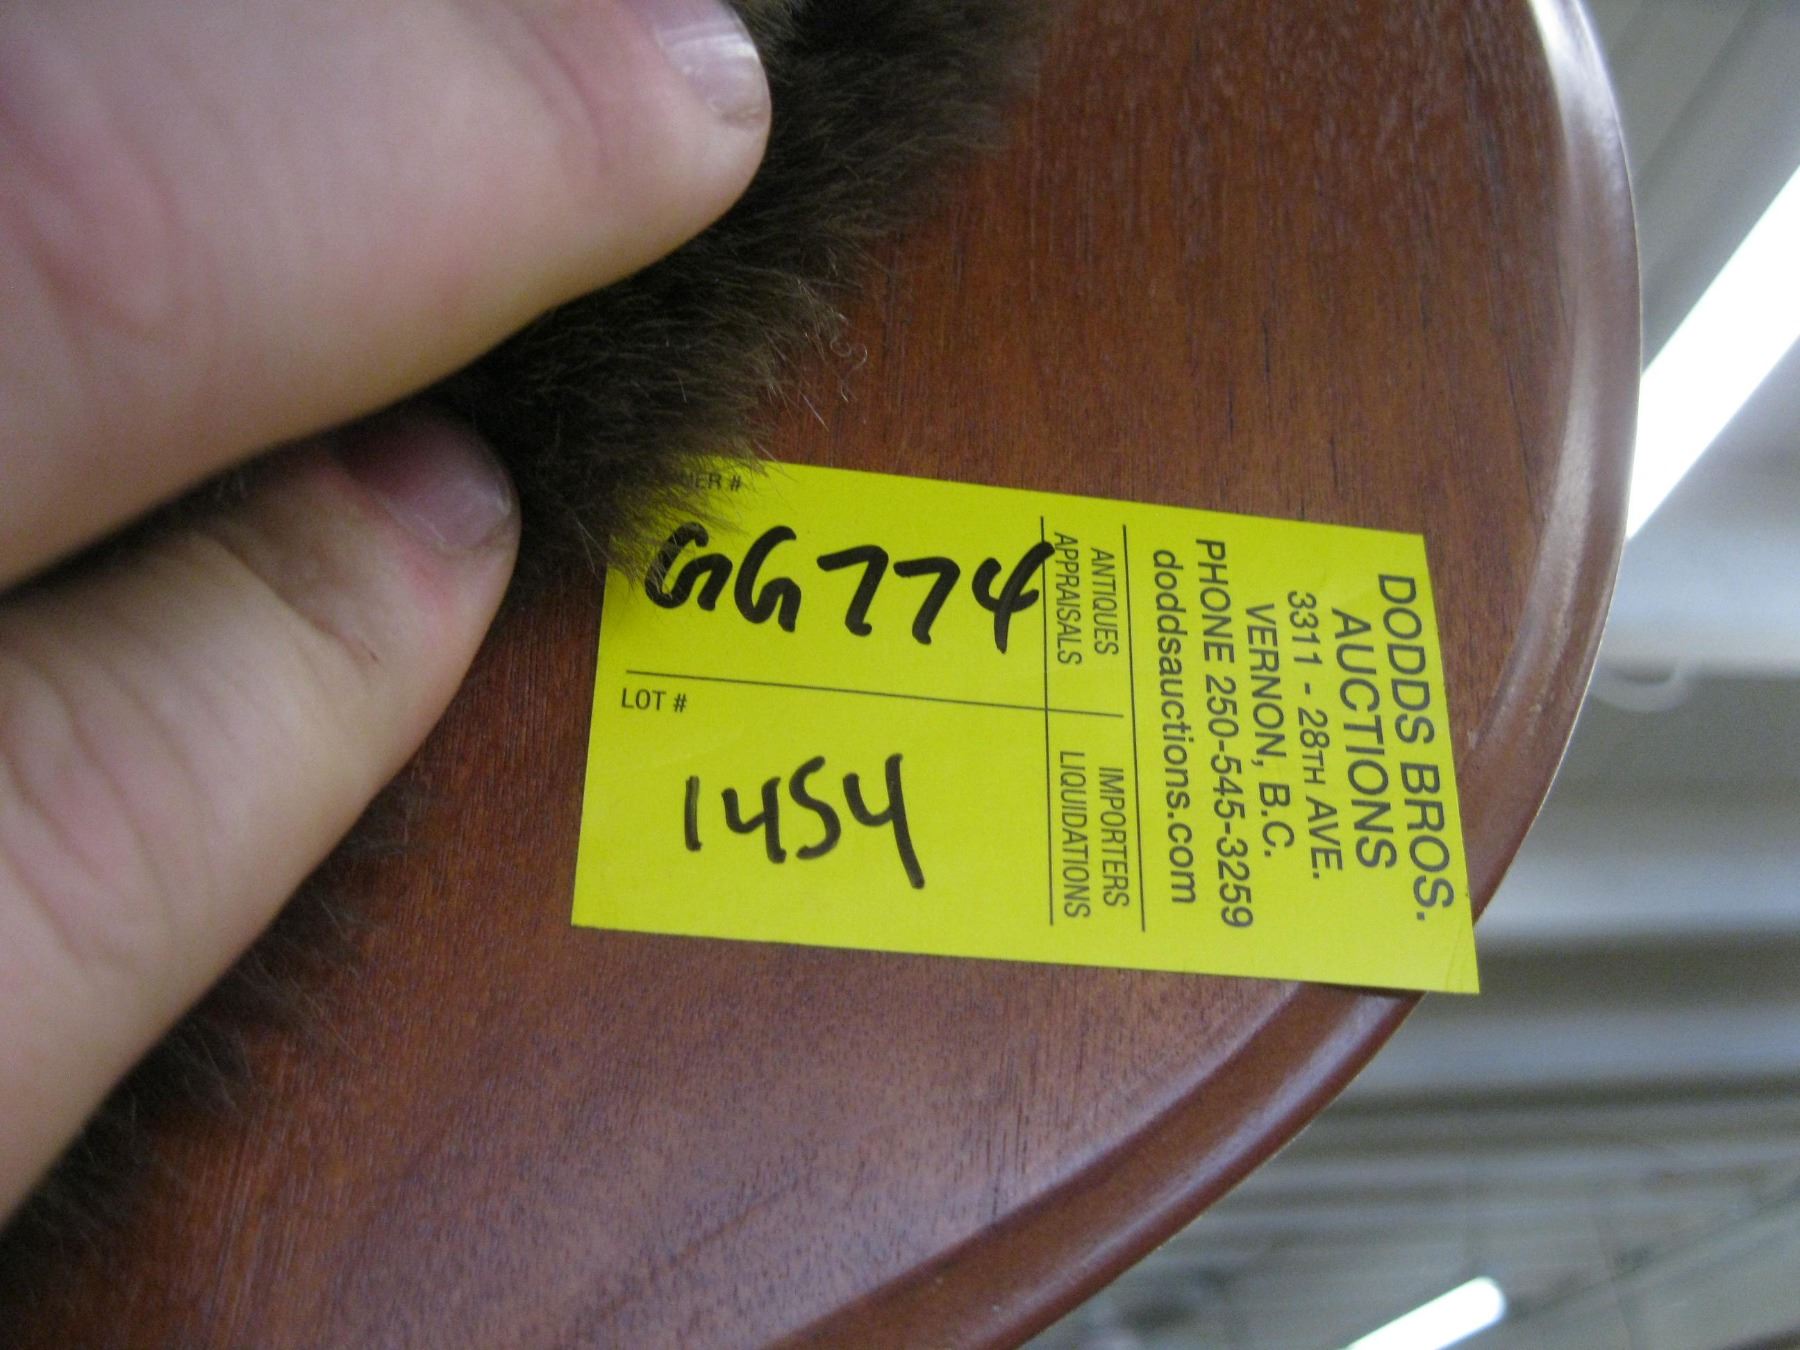 DODDS BROS.
AUCTIONS
3311 - 28TH AVE.
VERNON, B.C.
PHONE 250-545-3259
doddsauctions.com
ANTIQUES IMPORTERS
APPRAISALS LIQUIDATIONS
GG774
LOT #
1454